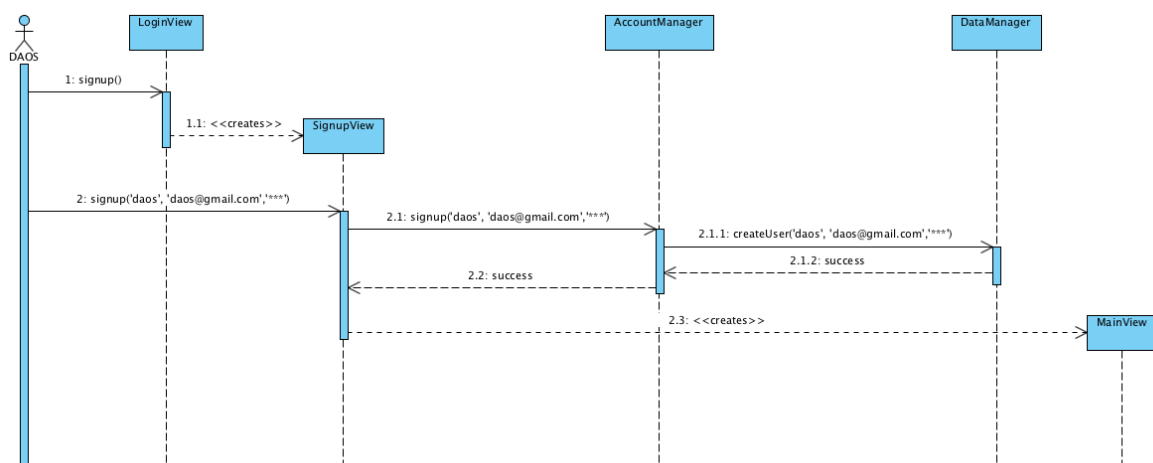 LoginView
AccountManager
DataManager
DAOS
1: signup()
1.1: <<creates>>
SignupView
2: signup('daos', 'daos@gmail.com','***')
2.1: signup('daos', 'daos@gmail.com','***')
2.1.1: createUser('daos', 'daos@gmail.com','***')
2.1.2: success
2.2: success
2.3: <<creates>>
MainView